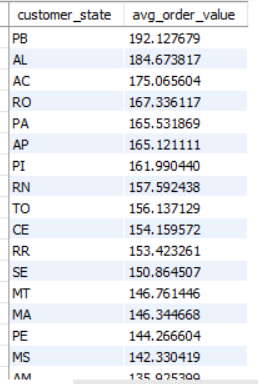 customer_state avg_order_value
PB 192.127679
AL 184.673817
AC 175.065604
RO 167.336117
PA 165.531869
AP 165.121111
PI 161.990440
RN 157.592438
TO 156.137129
CE 154.159572
RR 153.423261
SE 150.864507
MT 146.761446
MA 146.344668
PE 144.266604
MS 142.330419
AM 135.925399